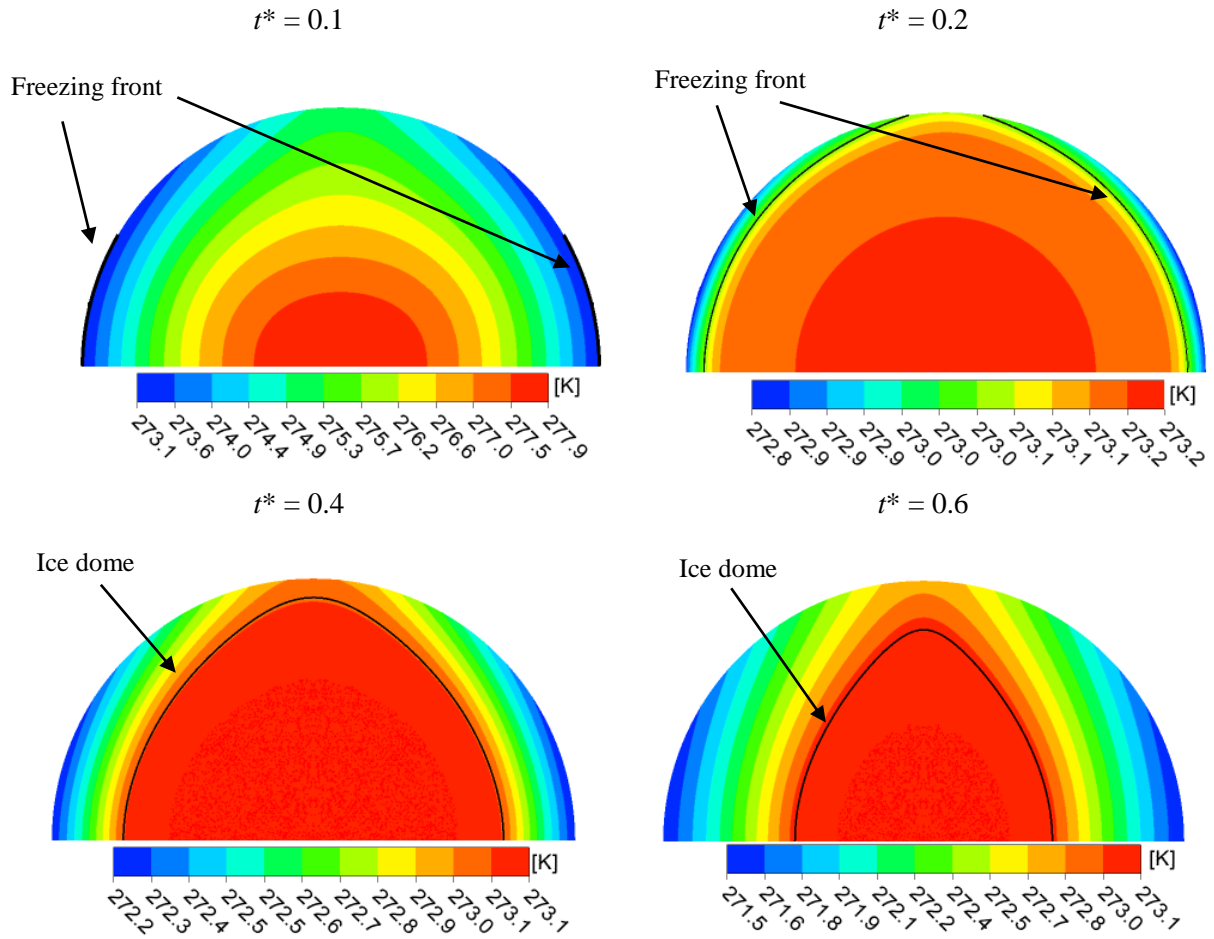 t* = 0.1
t* = 0.2
Freezing front
Freezing front
[K]
273.1 273.6 274.0 274.4 274.9 275.3 275.7 276.2 276.6 277.0 277.5 277.9
[K]
272.8 272.9 272.9 272.9 273.0 273.0 273.0 273.1 273.1 273.1 273.2 273.2
t* = 0.4
t* = 0.6
Ice dome
Ice dome
[K]
272.2 272.3 272.4 272.5 272.5 272.6 272.7 272.8 272.9 273.0 273.1 273.1
[K]
271.5 271.6 271.8 271.9 272.1 272.2 272.4 272.5 272.7 272.8 273.0 273.1